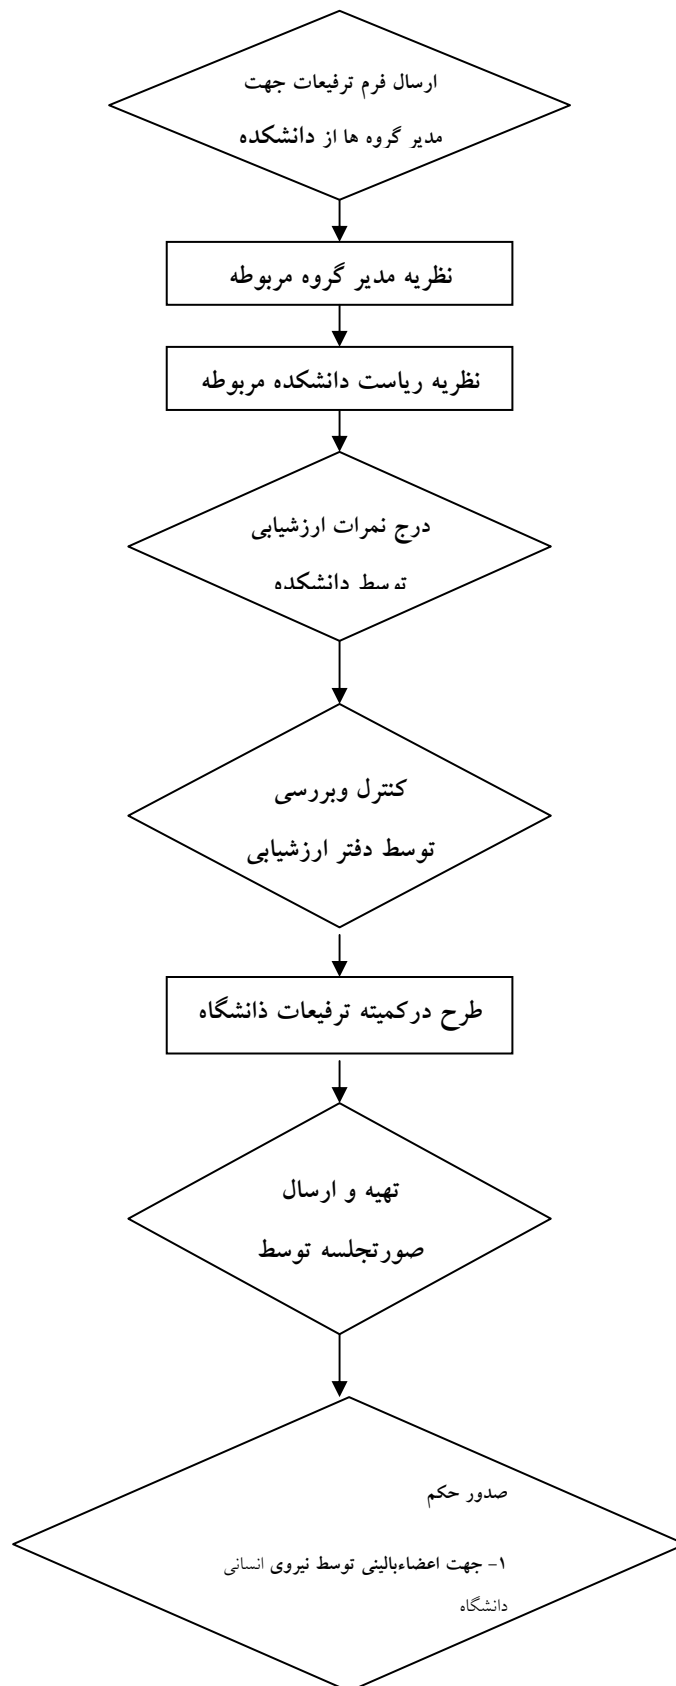 ارسال فرم ترفیعات جهت
مدیر گروه ها از دانشکده
نظریه مدیر گروه مربوطه
نظریه ریاست دانشکده مربوطه
درج نمرات ارزشیابی
توسط دانشکده
کنترل وبررسی
توسط دفتر ارزشیابی
طرح درکمیته ترفیعات ذانشگاه
تهیه و ارسال
صورتجلسه توسط
صدور حکم
۱- جهت اعضاءبالینی توسط نیروی انسانی
دانشگاه